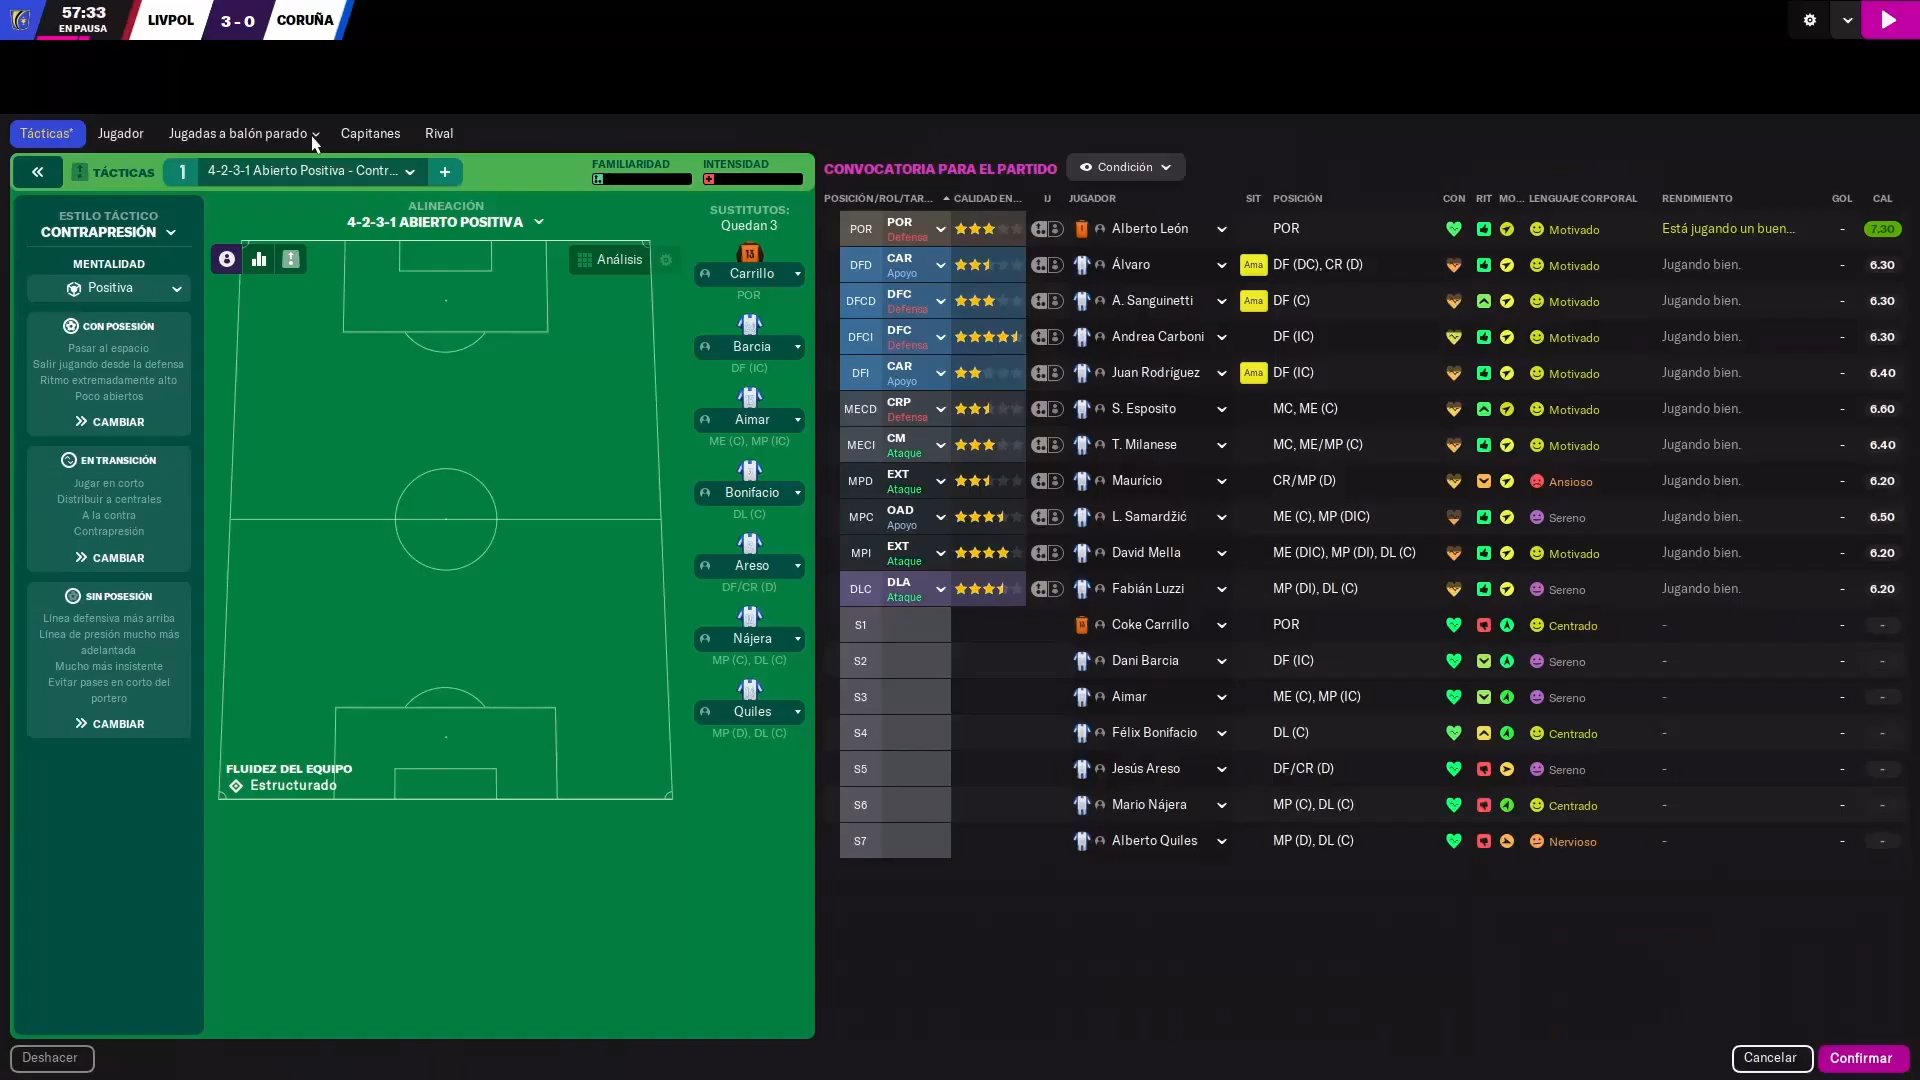 57:33
EN PAUSA
LIVPOL
3 - 0
CORUÑA
Tácticas*
Jugador
Jugadas a balón parado
Capitanes
Rival
TÁCTICAS
1
4-2-3-1 Abierto Positiva - Contr...
+
FAMILIARIDAD
INTENSIDAD
ESTILO TÁCTICO
CONTRAPRESIÓN
MENTALIDAD
Positiva
CON POSESIÓN
Pasar al espacio
Salir jugando desde la defensa
Ritmo extremadamente alto
Poco abiertos
CAMBIAR
EN TRANSICIÓN
Jugar en corto
Distribuir a centrales
A la contra
Contrapresión
CAMBIAR
SIN POSESIÓN
Línea defensiva más arriba
Línea de presión mucho más
adelantada
Mucho más insistente
Evitar pases en corto del
portero
CAMBIAR
ALINEACIÓN
4-2-3-1 ABIERTO POSITIVA
Análisis
FLUIDEZ DEL EQUIPO
Estructurado
SUSTITUTOS:
Quedan 3
13
Carrillo
POR
Barcia
DF (IC)
Aimar
ME (C), MP (IC)
Bonifacio
DL (C)
Areso
DF/CR (D)
Nájera
MP (C), DL (C)
Quiles
MP (D), DL (C)
CONVOCATORIA PARA EL PARTIDO
Condición
POSICIÓN/ROL/TAR... CALIDAD EN... IJ JUGADOR SIT POSICIÓN CON RIT MO... LENGUAJE CORPORAL RENDIMIENTO GOL CAL
POR POR Defensa Alberto León POR Motivado Está jugando un buen... - 7.30
DFD CAR Apoyo Álvaro Ama DF (DC), CR (D) Motivado Jugando bien. - 6.30
DFCD DFC Defensa A. Sanguinetti Ama DF (C) Motivado Jugando bien. - 6.30
DFCI DFC Defensa Andrea Carboni DF (IC) Motivado Jugando bien. - 6.30
DFI CAR Apoyo Juan Rodríguez Ama DF (IC) Motivado Jugando bien. - 6.40
MECD CRP Defensa S. Esposito MC, ME (C) Motivado Jugando bien. - 6.60
MECI CM Ataque T. Milanese MC, ME/MP (C) Motivado Jugando bien. - 6.40
MPD EXT Ataque Maurício CR/MP (D) Ansioso Jugando bien. - 6.20
MPC OAD Apoyo L. Samardžić ME (C), MP (DIC) Sereno Jugando bien. - 6.50
MPI EXT Ataque David Mella ME (DIC), MP (DI), DL (C) Motivado Jugando bien. - 6.20
DLC DLA Ataque Fabián Luzzi MP (DI), DL (C) Sereno Jugando bien. - 6.20
S1 Coke Carrillo POR Centrado - - -
S2 Dani Barcia DF (IC) Sereno - - -
S3 Aimar ME (C), MP (IC) Sereno - - -
S4 Félix Bonifacio DL (C) Centrado - - -
S5 Jesús Areso DF/CR (D) Sereno - - -
S6 Mario Nájera MP (C), DL (C) Centrado - - -
S7 Alberto Quiles MP (D), DL (C) Nervioso - - -
Deshacer
Cancelar
Confirmar